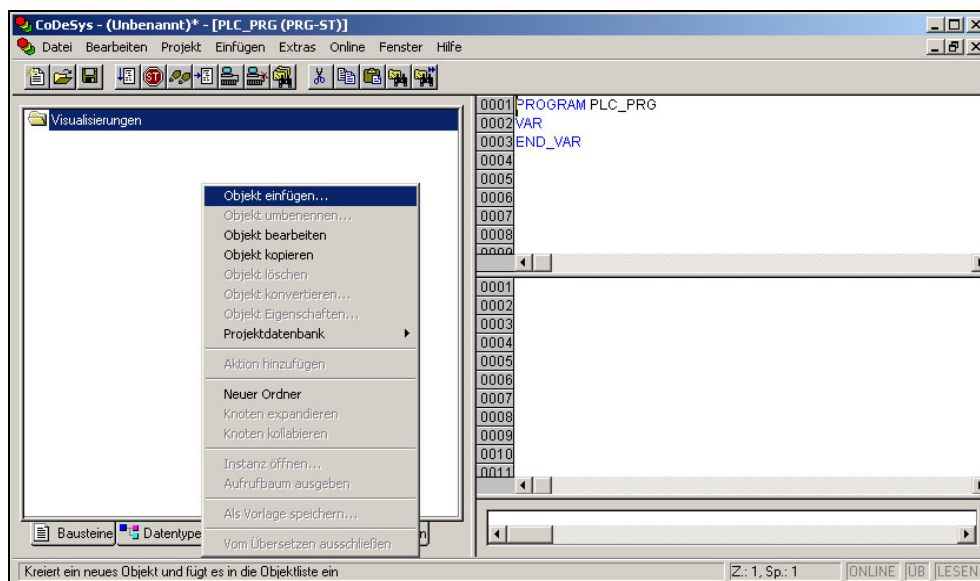 CoDeSys - (Unbenannt)* - [PLC_PRG (PRG-ST)]
Datei Bearbeiten Projekt Einfügen Extras Online Fenster Hilfe
Visualisierungen
Objekt einfügen...
Objekt umbenennen...
Objekt bearbeiten
Objekt kopieren
Objekt löschen
Objekt konvertieren...
Objekt Eigenschaften...
Projektdatenbank
Aktion hinzufügen
Neuer Ordner
Knoten expandieren
Knoten kollabieren
Instanz öffnen...
Aufrufbaum ausgeben
Als Vorlage speichern...
Vom Übersetzen ausschließen
Bausteine Datentype
0001 PROGRAM PLC_PRG
0002 VAR
0003 END_VAR
0004
0005
0006
0007
0008
0009
0001
0002
0003
0004
0005
0006
0007
0008
0009
0010
0011
Kreiert ein neues Objekt und fügt es in die Objektliste ein Z.: 1, Sp.: 1 ONLINE ÜB LESEN